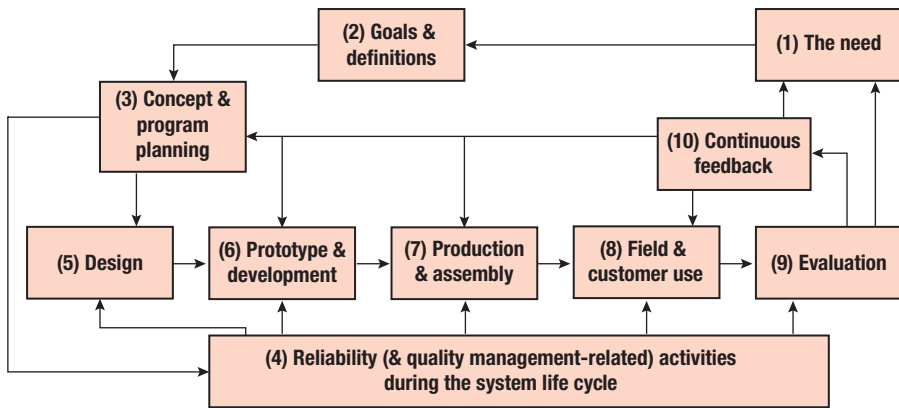 (2) Goals &
definitions
(1) The need
(3) Concept &
program
planning
(10) Continuous
feedback
(5) Design
(6) Prototype &
development
(7) Production
& assembly
(8) Field &
customer use
(9) Evaluation
(4) Reliability (& quality management-related) activities
during the system life cycle